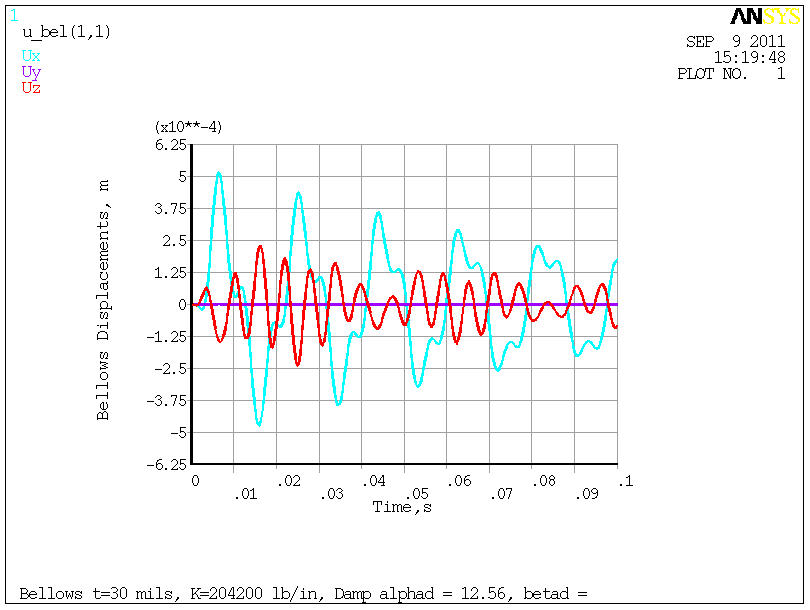 1
ANSYS
u_bel(1,1)
SEP 9 2011
15:19:48
PLOT NO. 1
Ux
Uy
Uz
(x10**-4)
6.25
5
3.75
2.5
1.25
0
-1.25
-2.5
-3.75
-5
-6.25
Bellows Displacements, m
0 .02 .04 .06 .08 .1
.01 .03 .05 .07 .09
Time,s
Bellows t=30 mils, K=204200 lb/in, Damp alphad = 12.56, betad =